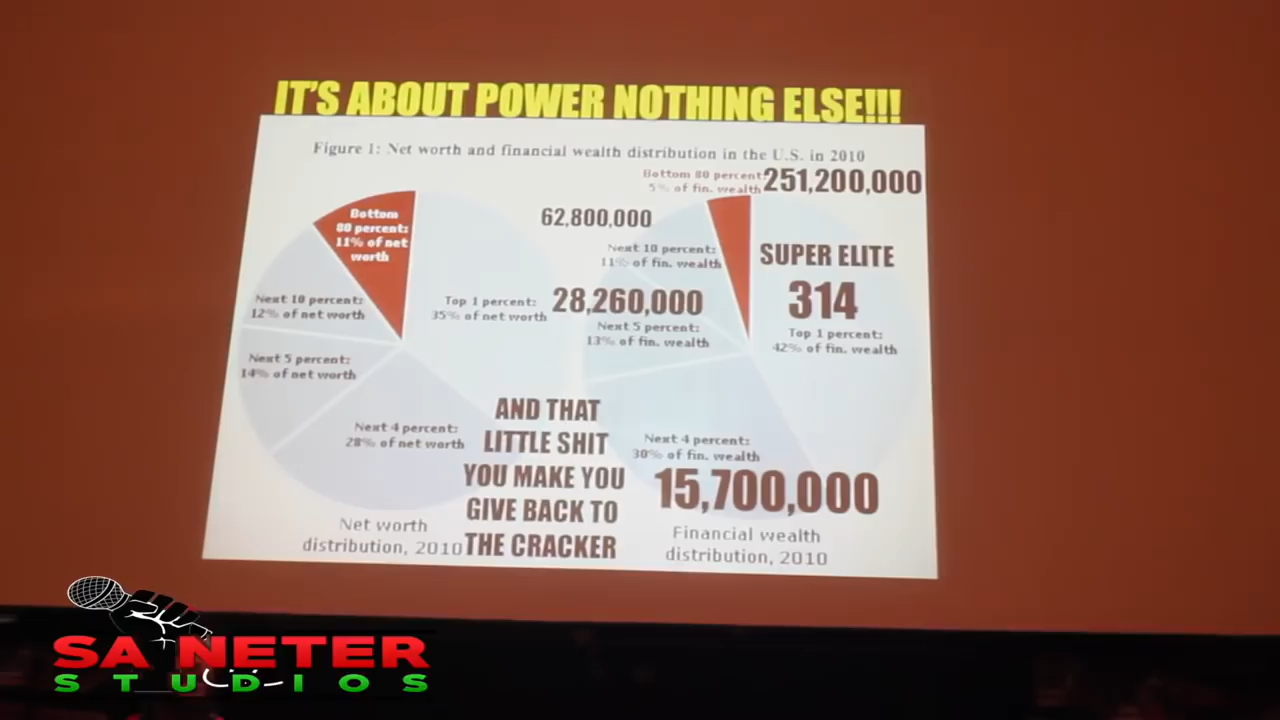 IT'S ABOUT POWER NOTHING ELSE!!!
Figure 1: Net worth and financial wealth distribution in the U.S. in 2010
Bottom
80 percent:
11% of net
worth
Next 10 percent:
12% of net worth
Next 5 percent:
14% of net worth
Next 4 percent:
28% of net worth
Top 1 percent:
35% of net worth
Net worth
distribution, 2010
Bottom 80 percent:
5% of fin. wealth
251,200,000
62,800,000
Next 10 percent:
11% of fin. wealth
28,260,000
Next 5 percent:
13% of fin. wealth
SUPER ELITE
314
Top 1 percent:
42% of fin. wealth
Next 4 percent:
30% of fin. wealth
15,700,000
Financial wealth
distribution, 2010
AND THAT
LITTLE SHIT
YOU MAKE YOU
GIVE BACK TO
THE CRACKER
SA NETER
STUDIOS